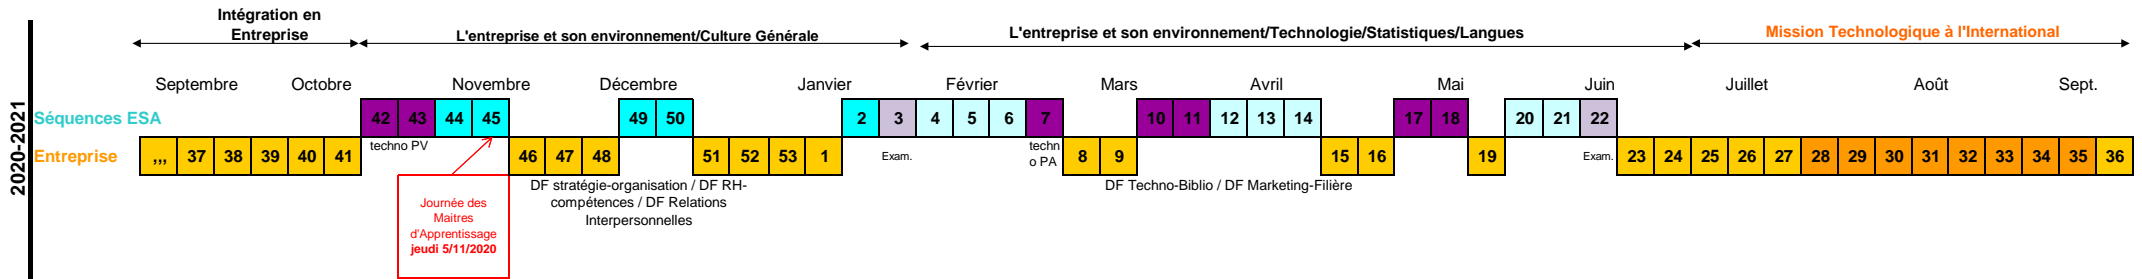 Intégration en
Entreprise
L'entreprise et son environnement/Culture Générale
L'entreprise et son environnement/Technologie/Statistiques/Langues
Mission Technologique à l'International
Septembre Octobre Novembre Décembre Janvier Février Mars Avril Mai Juin Juillet Août Sept.
2020-2021
Séquences ESA 42 43 44 45 49 50 2 3 4 5 6 7 10 11 12 13 14 17 18 20 21 22
Entreprise ,,, 37 38 39 40 41 techno PV 46 47 48 51 52 53 1 Exam. techn
o PA 8 9 15 16 19 Exam. 23 24 25 26 27 28 29 30 31 32 33 34 35 36
DF stratégie-organisation / DF RH-
compétences / DF Relations
Interpersonnelles
DF Techno-Biblio / DF Marketing-Filière
Journée des
Maitres
d'Apprentissage
jeudi 5/11/2020